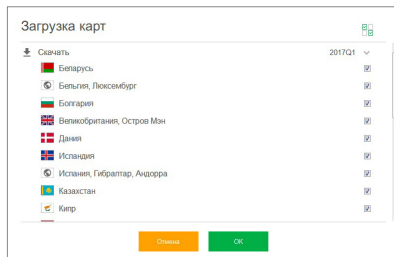 Загрузка карт
Скачать 2017Q1
Беларусь
Бельгия, Люксембург
Болгария
Великобритания, Остров Мэн
Дания
Исландия
Испания, Гибралтар, Андорра
Казахстан
Кипр
Отмена OK